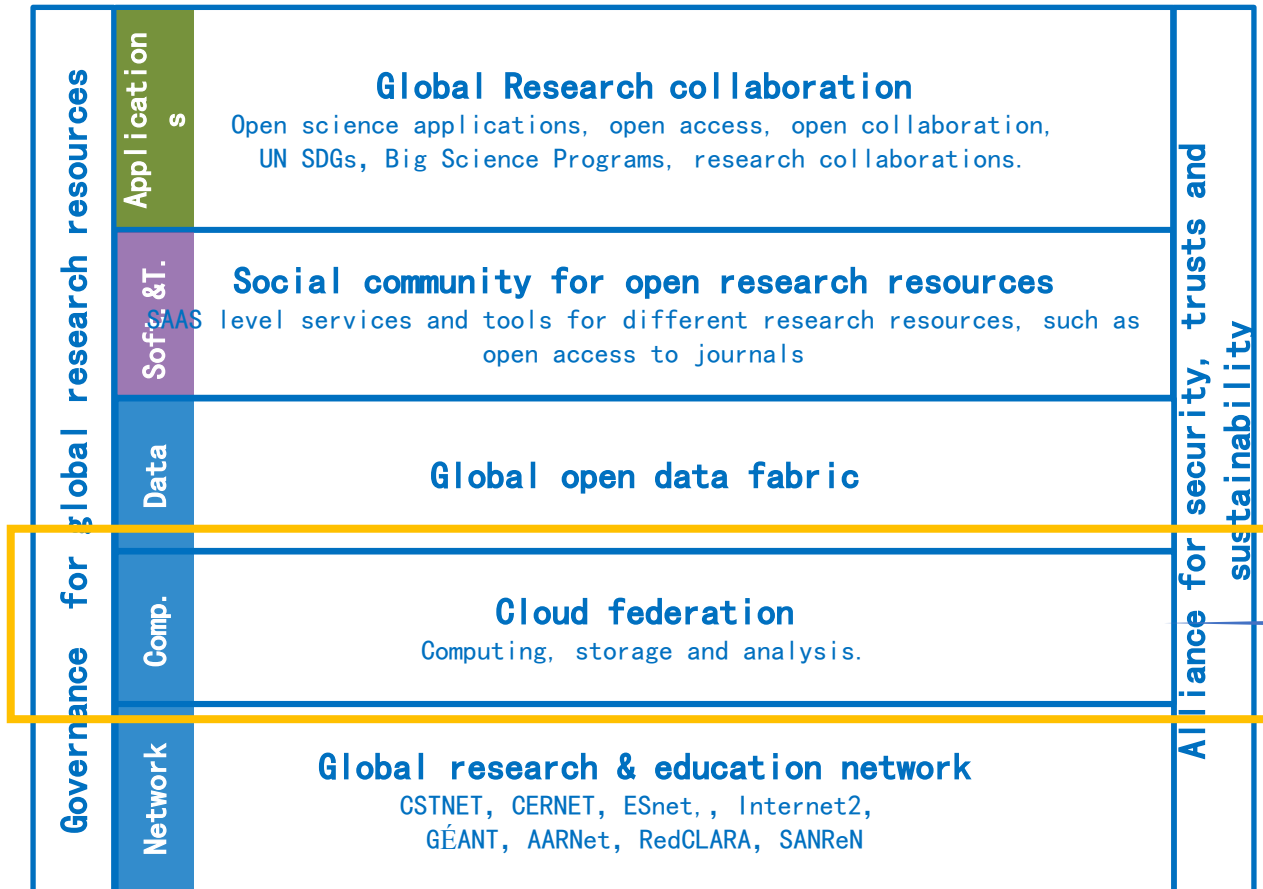 Governance for global research resources
Application
s
Global Research collaboration
Open science applications, open access, open collaboration,
UN SDGs, Big Science Programs, research collaborations.
Soft.&T.
Social community for open research resources
SAAS level services and tools for different research resources, such as
open access to journals
Data
Global open data fabric
Comp.
Cloud federation
Computing, storage and analysis.
Network
Global research & education network
CSTNET, CERNET, ESnet,, Internet2,
GÉANT, AARNet, RedCLARA, SANReN
Alliance for security, trusts and
sustainability